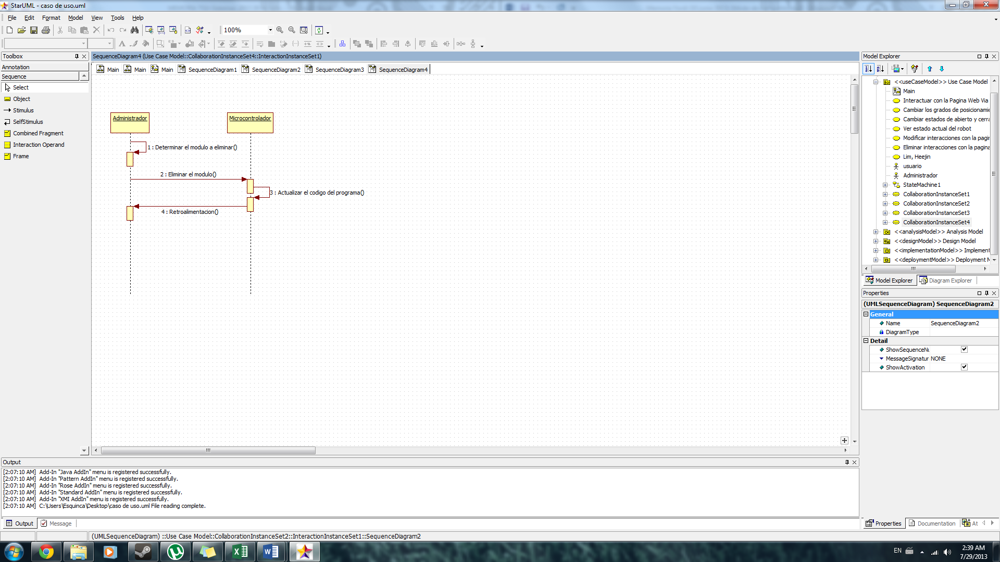 StarUML - caso de uso.uml
File Edit Format Model View Tools Help
100%
Toolbox
Annotation
Sequence
Select
Object
Stimulus
SelfStimulus
Combined Fragment
Interaction Operand
Frame
SequenceDiagram4 (Use Case Model::CollaborationInstanceSet4::InteractionInstanceSet1)
Main Main Main SequenceDiagram1 SequenceDiagram2 SequenceDiagram3 SequenceDiagram4
Administrador Microcontrolador
1 : Determinar el modulo a eliminar()
2 : Eliminar el modulo()
3 : Actualizar el codigo del programa()
4 : Retroalimentacion()
Model Explorer
<<useCaseModel>> Use Case Model
Main
Interactuar con la Pagina Web Via
Cambiar los grados de posicionamie
Cambiar estados de abierto y cerra
Ver estado actual del robot
Modificar interacciones con la pagir
Eliminar interacciones con la pagina
Lim, Heejin
usuario
Administrador
StateMachine1
CollaborationInstanceSet1
CollaborationInstanceSet2
CollaborationInstanceSet3
CollaborationInstanceSet4
<<analysisModel>> Analysis Model
<<designModel>> Design Model
<<implementationModel>> Implement
<<deploymentModel>> Deployment M
Model Explorer Diagram Explorer
Properties
(UMLSequenceDiagram) SequenceDiagram2
General
Name SequenceDiagram2
DiagramType
Detail
ShowSequenceNu
MessageSignatur NONE
ShowActivation
Properties Documentation At
Output
[2:07:10 AM] Add-In "Java AddIn" menu is registered successfully.
[2:07:10 AM] Add-In "Pattern AddIn" menu is registered successfully.
[2:07:10 AM] Add-In "Rose AddIn" menu is registered successfully.
[2:07:10 AM] Add-In "Standard AddIn" menu is registered successfully.
[2:07:10 AM] Add-In "XMI AddIn" menu is registered successfully.
[2:07:10 AM] C:\Users\Esquinca\Desktop\caso de uso.uml File reading complete.
Output Message
(UMLSequenceDiagram) ::Use Case Model::CollaborationInstanceSet2::InteractionInstanceSet1::SequenceDiagram2
EN
2:39 AM
7/29/2013